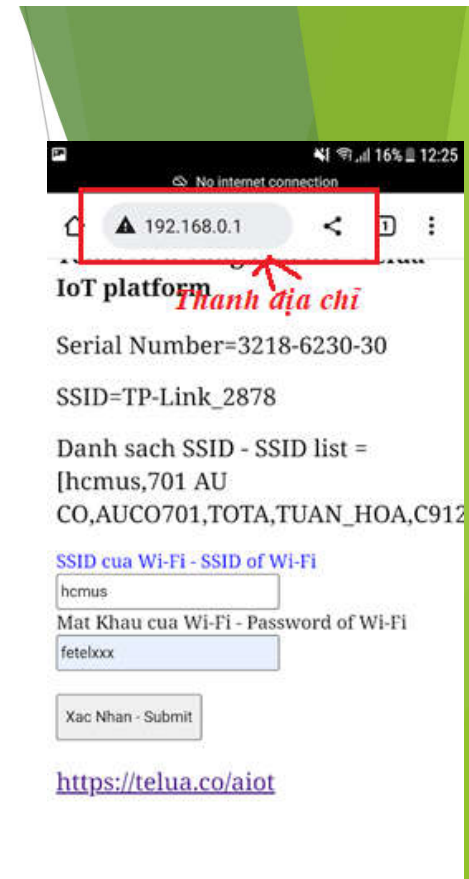 16% 12:25
No internet connection
192.168.0.1
1
IoT platform
Thanh địa chỉ
Serial Number=3218-6230-30
SSID=TP-Link_2878
Danh sach SSID - SSID list =
[hcmus,701 AU
CO,AUCO701,TOTA,TUAN_HOA,C912
SSID cua Wi-Fi - SSID of Wi-Fi
hcmus
Mat Khau cua Wi-Fi - Password of Wi-Fi
fetelxxx
Xac Nhan - Submit
https://telua.co/aiot